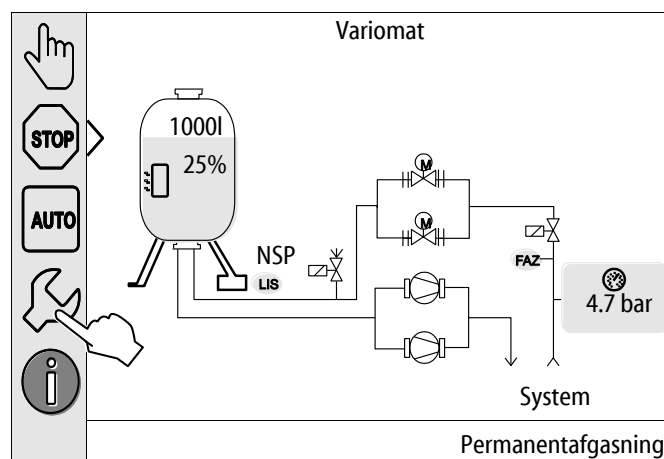 Variomat
STOP
AUTO
1000l
25%
M
M
NSP
LIS
FAZ
4.7 bar
System
Permanentafgasning